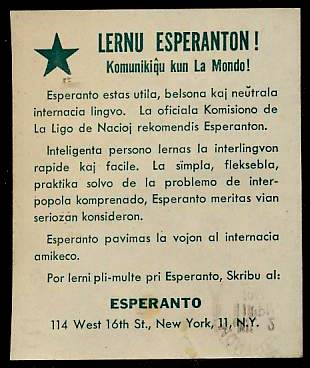 LERNU ESPERANTON!
Komunikiĝu kun La Mondo!
Esperanto estas utila, belsona kaj neŭtrala
internacia lingvo. La oficiala Komisiono de
La Ligo de Nacioj rekomendis Esperanton.
Inteligenta persono lernas la interlingvon
rapide kaj facile. La simpla, fleksebla,
praktika solvo de la problemo de inter-
popola komprenado, Esperanto meritas vian
seriozan konsideron.
Esperanto pavimas la vojon al internacia
amikeco.
Por lerni pli-multe pri Esperanto, Skribu al:
ESPERANTO
114 West 16th St., New York, 11, N.Y.